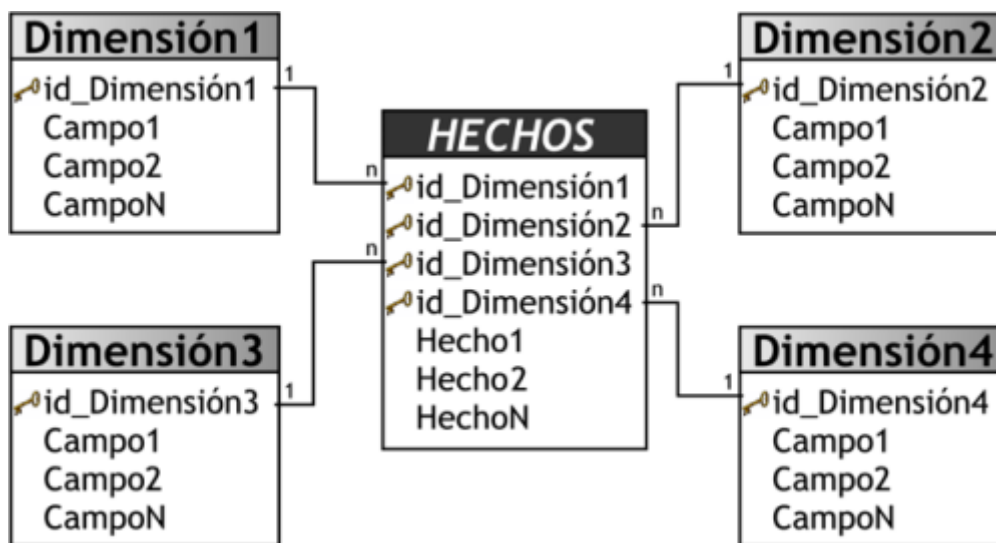 Dimensión1
id_Dimensión1
Campo1
Campo2
CampoN
1
n
HECHOS
id_Dimensión1
id_Dimensión2
id_Dimensión3
id_Dimensión4
Hecho1
Hecho2
HechoN
Dimensión2
id_Dimensión2
Campo1
Campo2
CampoN
1
n
Dimensión3
id_Dimensión3
Campo1
Campo2
CampoN
1
n
Dimensión4
id_Dimensión4
Campo1
Campo2
CampoN
1
n